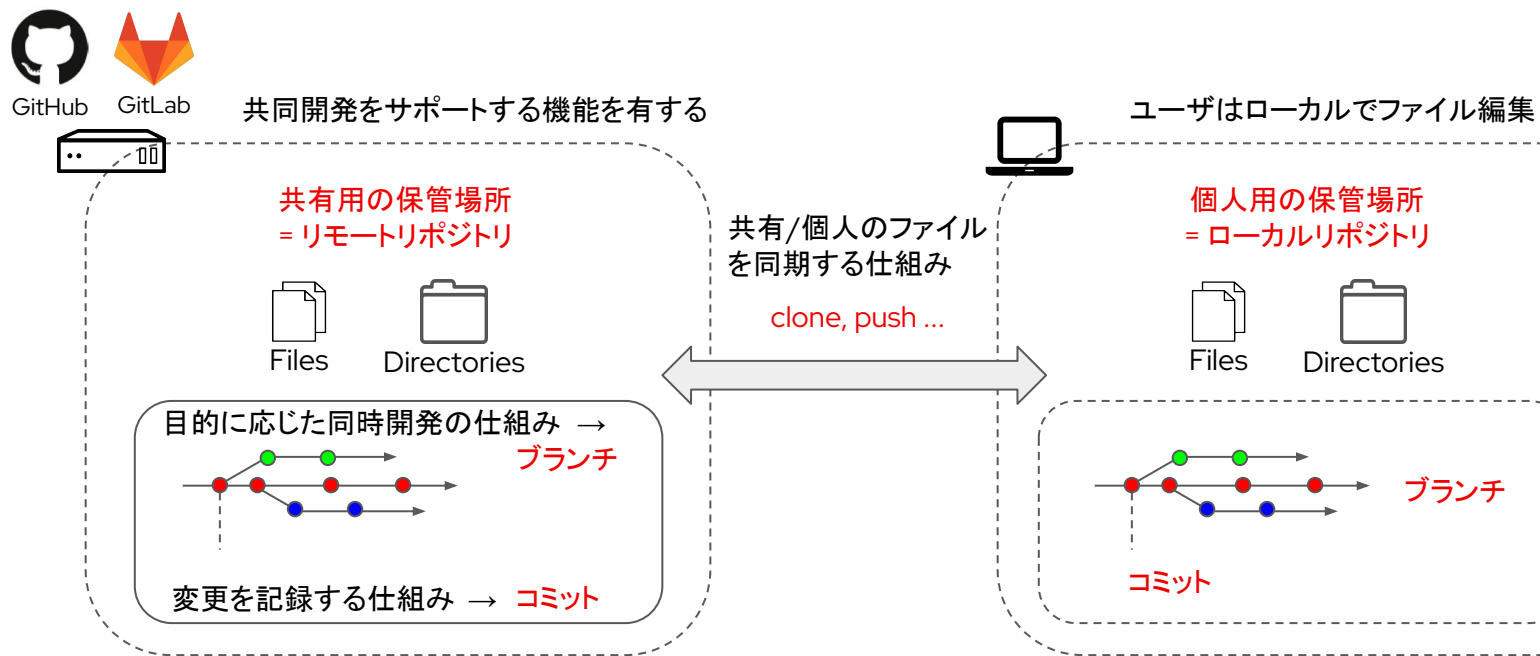 GitHub
GitLab
共同開発をサポートする機能を有する
共有用の保管場所
= リモートリポジトリ
Files
Directories
目的に応じた同時開発の仕組み →
ブランチ
変更を記録する仕組み → コミット
共有/個人のファイル
を同期する仕組み
clone, push ...
ユーザはローカルでファイル編集
個人用の保管場所
= ローカルリポジトリ
Files
Directories
ブランチ
コミット